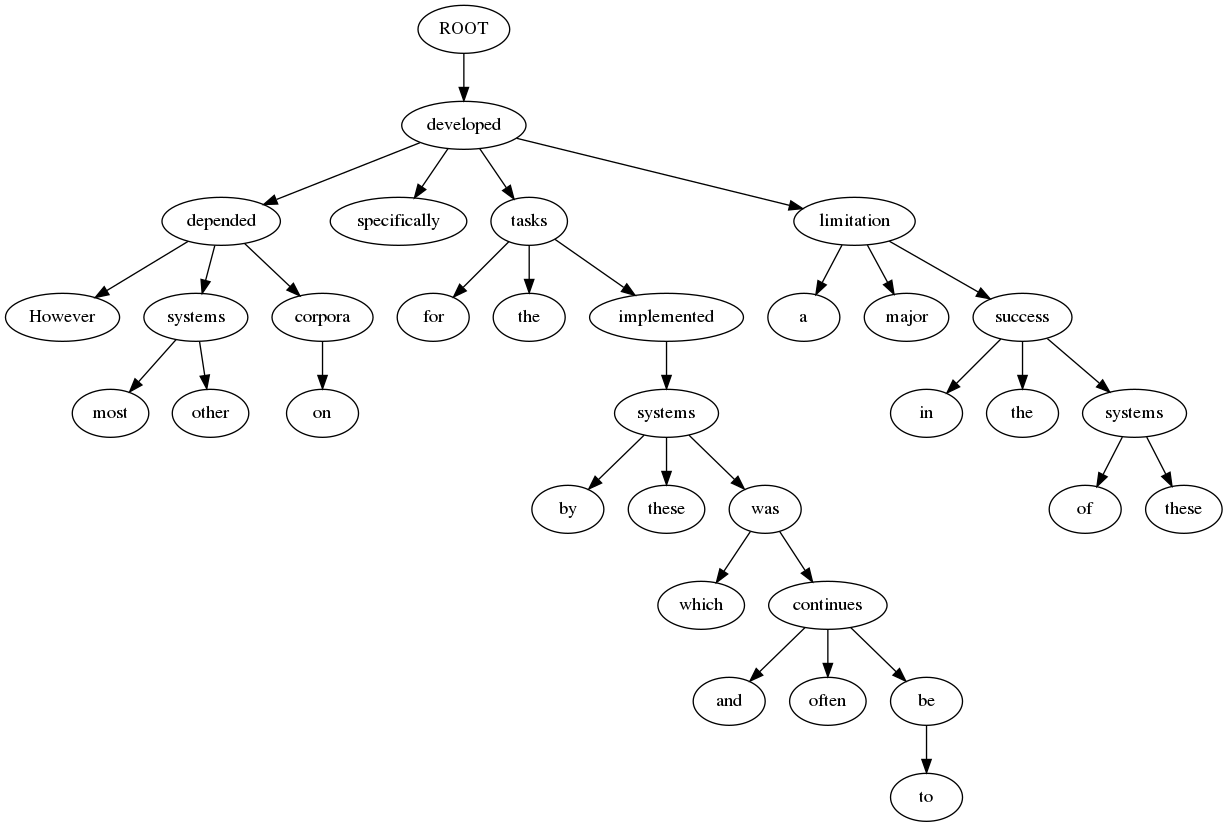 ROOT
developed
depended specifically tasks limitation
However systems corpora for the implemented a major success
most other on systems in the systems
by these was of these
which continues
and often be
to